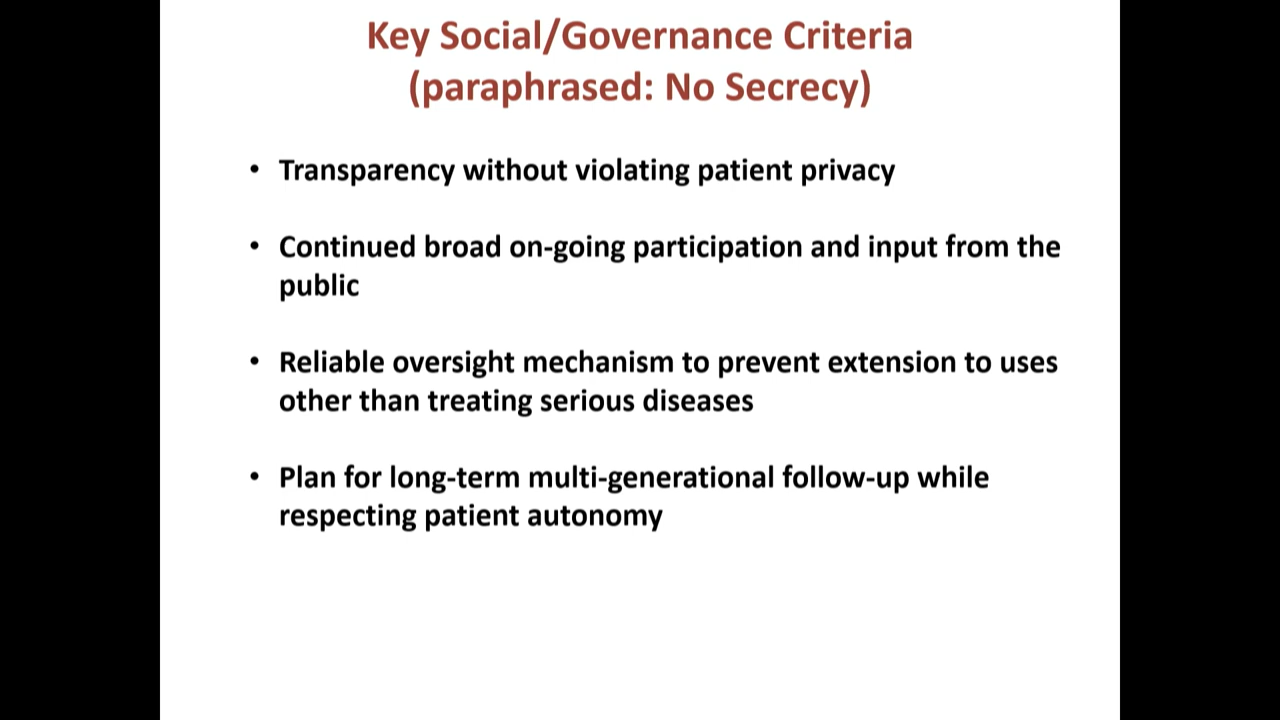 Key Social/Governance Criteria
(paraphrased: No Secrecy)
• Transparency without violating patient privacy
• Continued broad on-going participation and input from the
public
• Reliable oversight mechanism to prevent extension to uses
other than treating serious diseases
• Plan for long-term multi-generational follow-up while
respecting patient autonomy